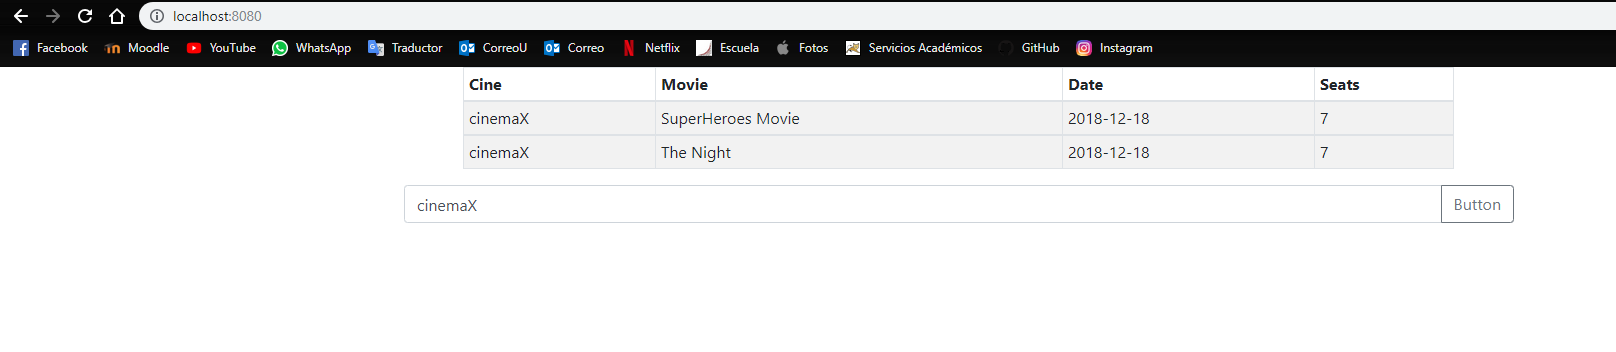 localhost:8080
Facebook Moodle YouTube WhatsApp Traductor CorreoU Correo Netflix Escuela Fotos Servicios Académicos GitHub Instagram
Cine Movie Date Seats
cinemaX SuperHeroes Movie 2018-12-18 7
cinemaX The Night 2018-12-18 7
cinemaX Button